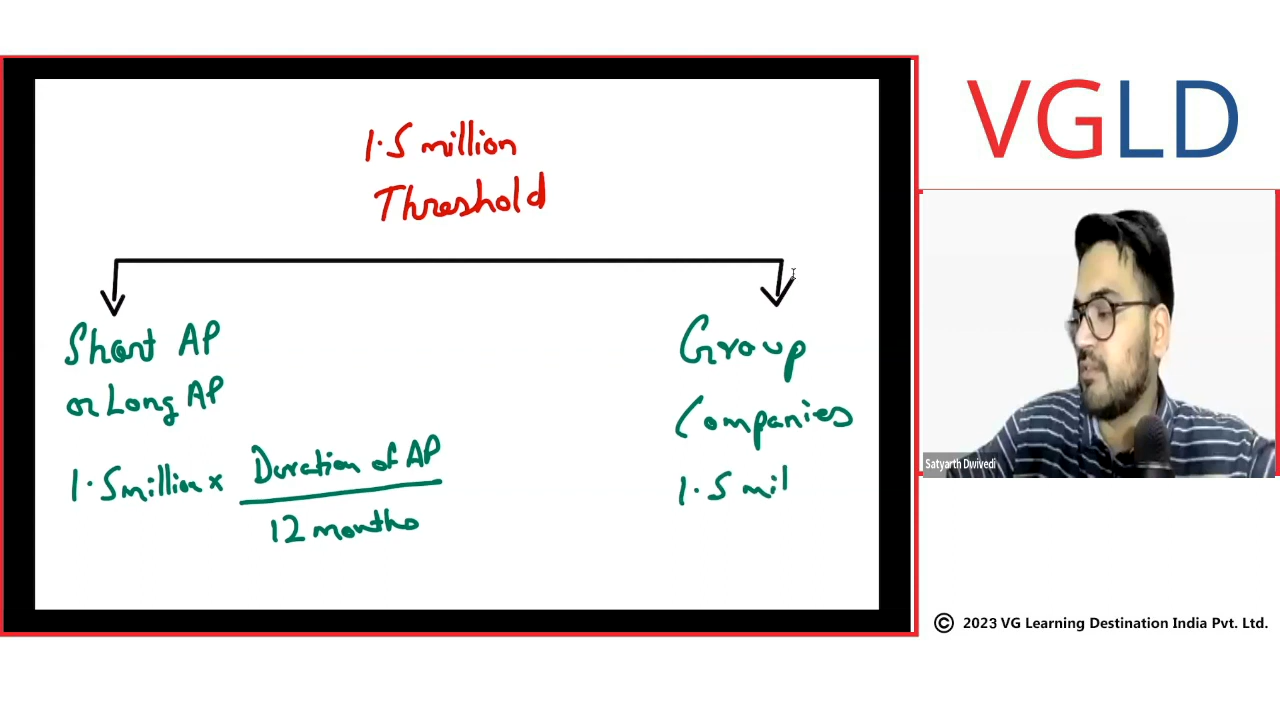 1.5 million
Threshold
Short AP
or Long AP
1.5 million x Duration of AP
12 months
Group
Companies
1.5 mil
VGLD
Satyarth Dwivedi
© 2023 VG Learning Destination India Pvt. Ltd.